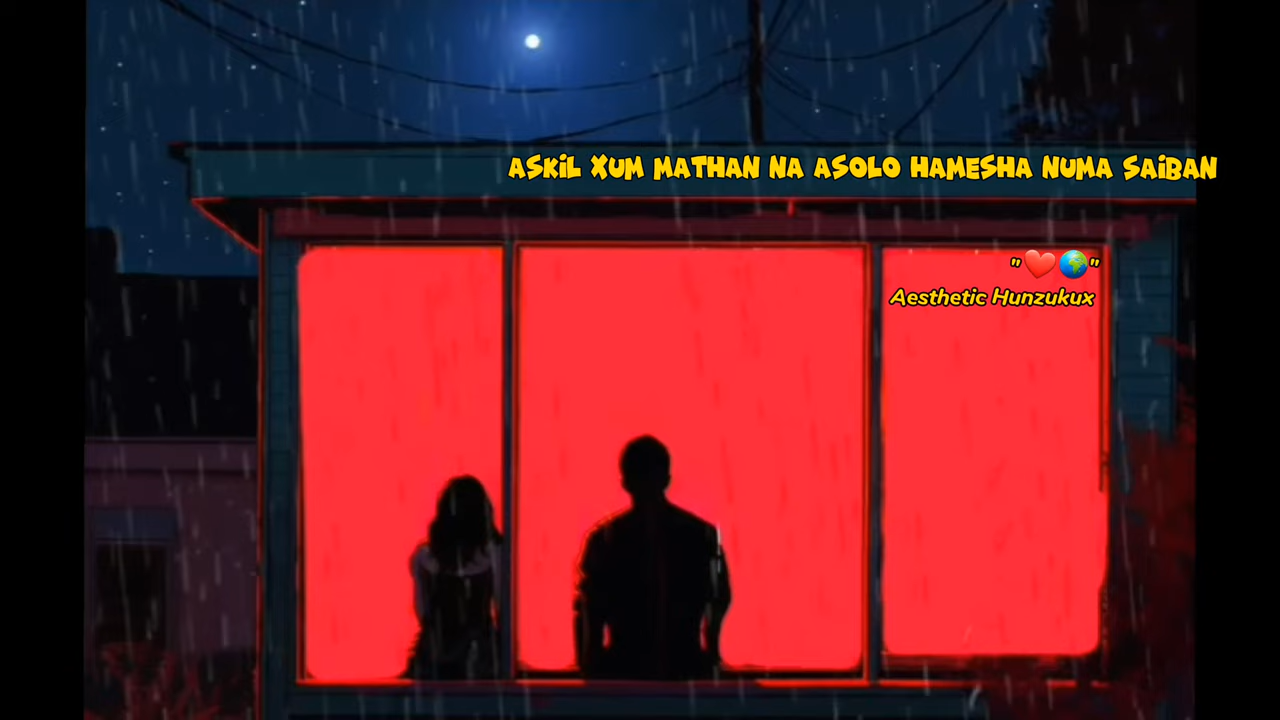 ASKiL XUM MATHAN NA ASOLO HAMESHA NUMA SAiBAN
"❤️🌍"
Aesthetic Hunzukux